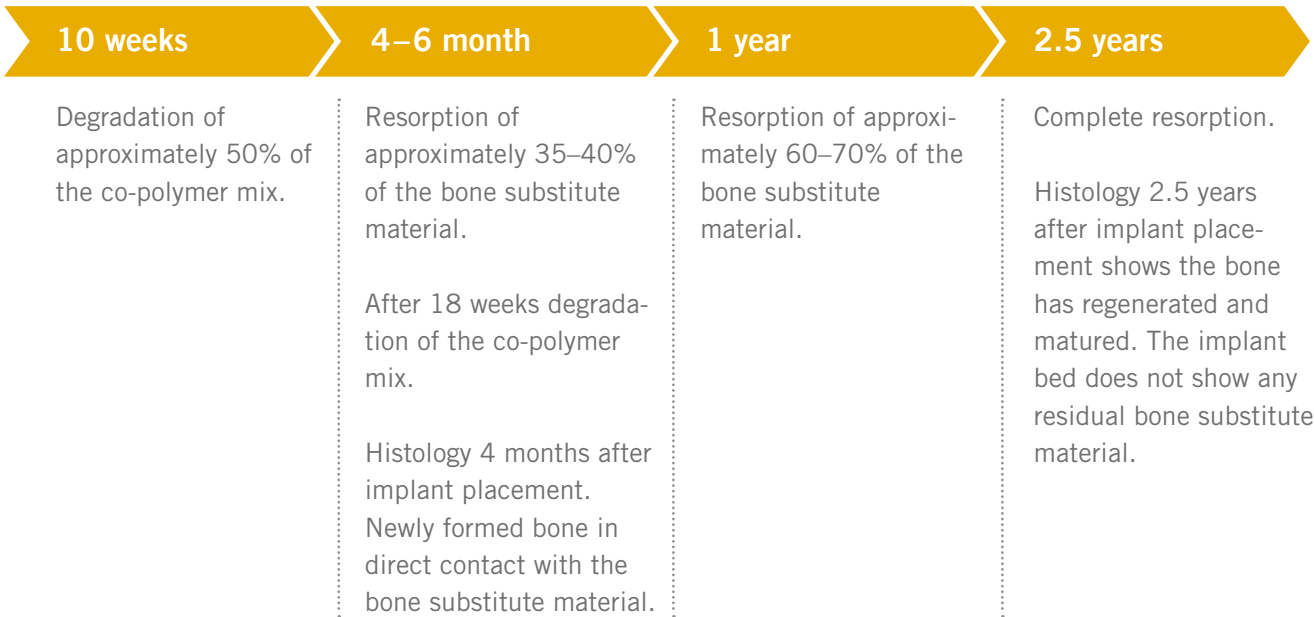 10 weeks
Degradation of
approximately 50% of
the co-polymer mix.
4–6 month
Resorption of
approximately 35–40%
of the bone substitute
material.
After 18 weeks degrada-
tion of the co-polymer
mix.
Histology 4 months after
implant placement.
Newly formed bone in
direct contact with the
bone substitute material.
1 year
Resorption of approxi-
mately 60–70% of the
bone substitute
material.
2.5 years
Complete resorption.
Histology 2.5 years
after implant place-
ment shows the bone
has regenerated and
matured. The implant
bed does not show any
residual bone substitute
material.